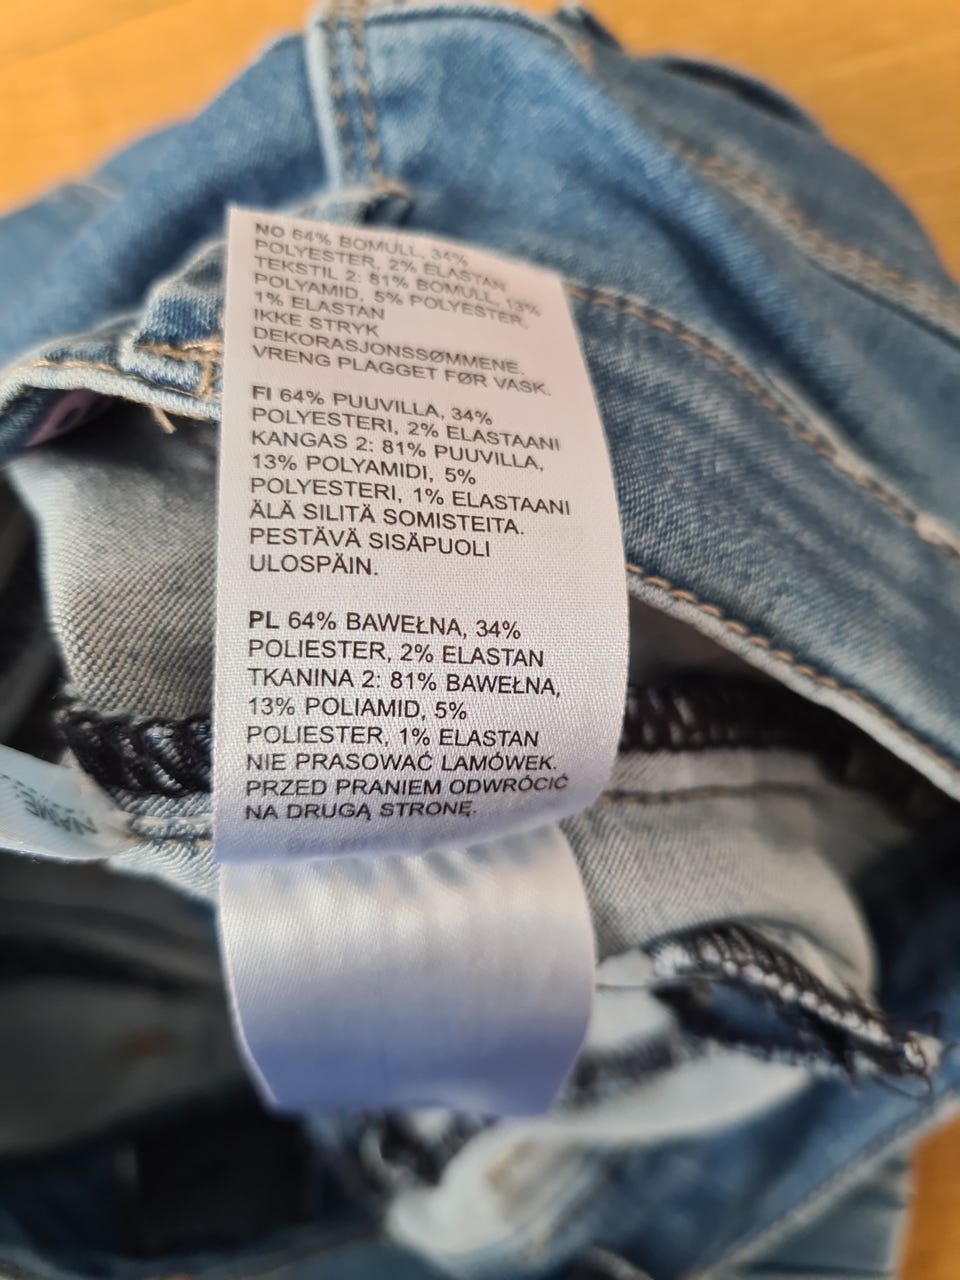 NO 64% BOMULL, 34%
POLYESTER, 2% ELASTAN
TEKSTIL 2: 81% BOMULL, 13%
POLYAMID, 5% POLYESTER,
1% ELASTAN
IKKE STRYK
DEKORASJONSSØMMENE.
VRENG PLAGGET FØR VASK.
FI 64% PUUVILLA, 34%
POLYESTERI, 2% ELASTAANI
KANGAS 2: 81% PUUVILLA,
13% POLYAMIDI, 5%
POLYESTERI, 1% ELASTAANI
ÄLÄ SILITÄ SOMISTEITA.
PESTÄVÄ SISÄPUOLI
ULOSPÄIN.
PL 64% BAWEŁNA, 34%
POLIESTER, 2% ELASTAN
TKANINA 2: 81% BAWEŁNA,
13% POLIAMID, 5%
POLIESTER, 1% ELASTAN
NIE PRASOWAĆ LAMÓWEK.
PRZED PRANIEM ODWRÓCIĆ
NA DRUGĄ STRONĘ.
NAME